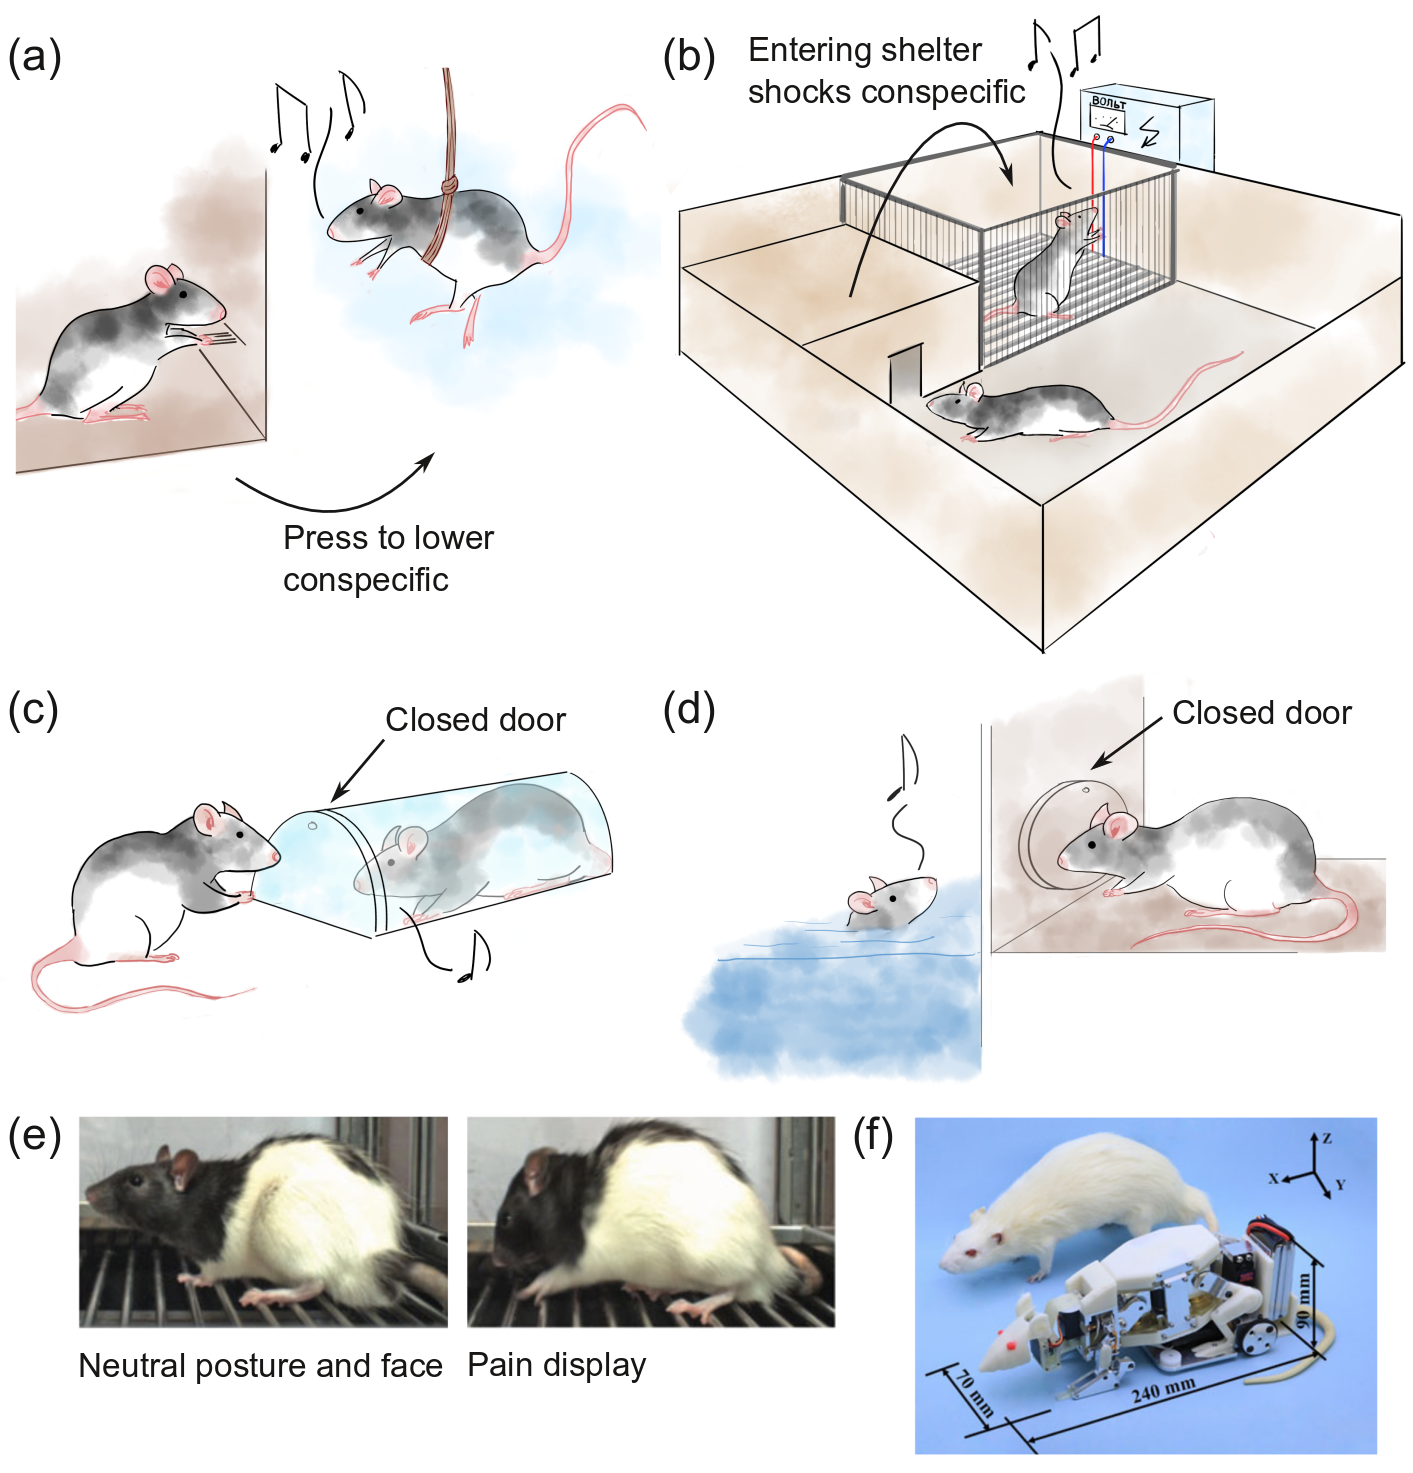 (a)
Press to lower
conspecific
(b)
Entering shelter
shocks conspecific
ВОЛЬТ
(c)
Closed door
(d)
Closed door
(e)
Neutral posture and face
Pain display
(f)
Z
X
Y
90 mm
240 mm
70 mm